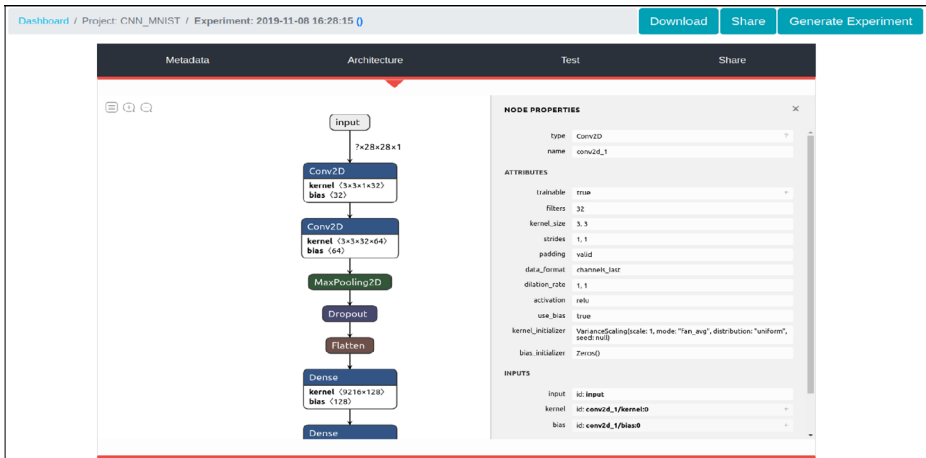 Dashboard / Project: CNN_MNIST / Experiment: 2019-11-08 16:28:15 ()
Download
Share
Generate Experiment
Metadata
Architecture
Test
Share
input
?×28×28×1
Conv2D
kernel ⟨3×3×1×32⟩
bias ⟨32⟩
Conv2D
kernel ⟨3×3×32×64⟩
bias ⟨64⟩
MaxPooling2D
Dropout
Flatten
Dense
kernel ⟨9216×128⟩
bias ⟨128⟩
Dense
NODE PROPERTIES ×
type Conv2D ?
name conv2d_1
ATTRIBUTES
trainable true +
filters 32
kernel_size 3, 3
strides 1, 1
padding valid
data_format channels_last
dilation_rate 1, 1
activation relu
use_bias true
kernel_initializer VarianceScaling(scale: 1, mode: "fan_avg", distribution: "uniform",
seed: null)
bias_initializer Zeros()
INPUTS
input id: input
kernel id: conv2d_1/kernel:0 +
bias id: conv2d_1/bias:0 +